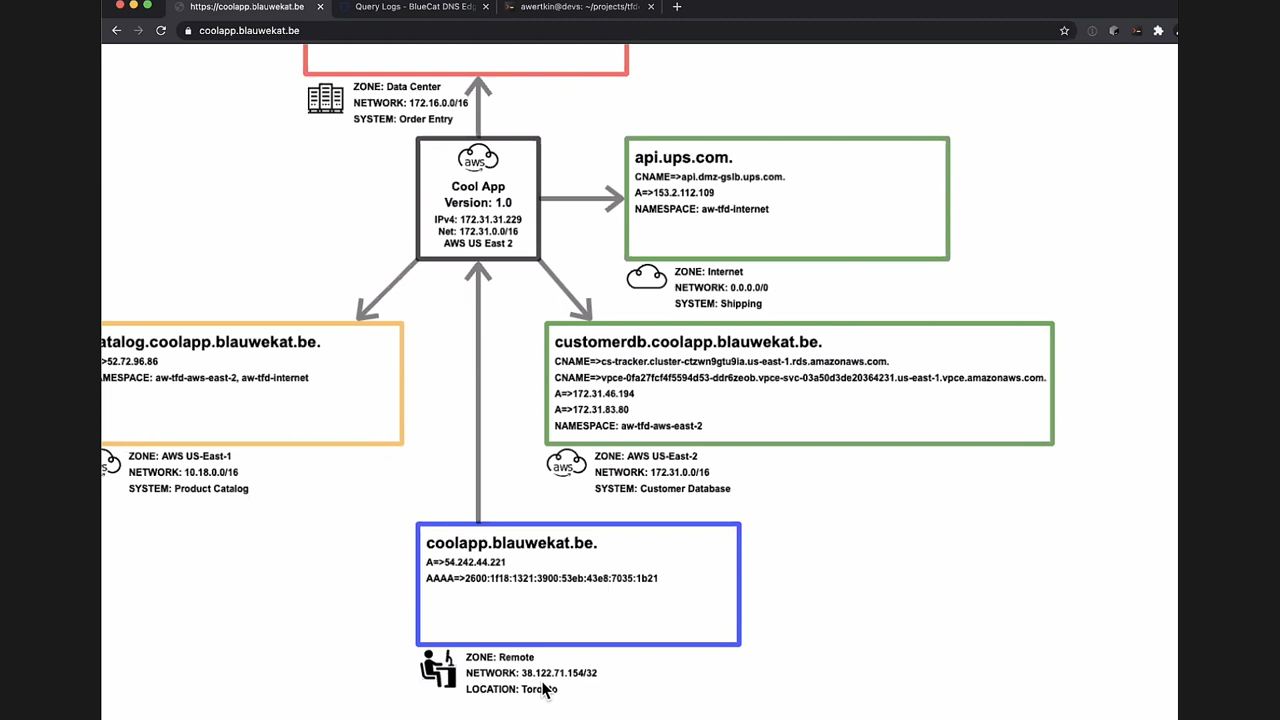 https://coolapp.blauwekat.be
Query Logs - BlueCat DNS Edg
awertkin@devs: ~/projects/tfd
coolapp.blauwekat.be
ZONE: Data Center
NETWORK: 172.16.0.0/16
SYSTEM: Order Entry
aws
Cool App
Version: 1.0
IPv4: 172.31.31.229
Net: 172.31.0.0/16
AWS US East 2
api.ups.com.
CNAME=>api.dmz-gslb.ups.com.
A=>153.2.112.109
NAMESPACE: aw-tfd-internet
ZONE: Internet
NETWORK: 0.0.0.0/0
SYSTEM: Shipping
atalog.coolapp.blauwekat.be.
>52.72.96.86
MESPACE: aw-tfd-aws-east-2, aw-tfd-internet
ZONE: AWS US-East-1
NETWORK: 10.18.0.0/16
SYSTEM: Product Catalog
customerdb.coolapp.blauwekat.be.
CNAME=>cs-tracker.cluster-ctzwn9gtu9ia.us-east-1.rds.amazonaws.com.
CNAME=>vpce-0fa27fcf4f5594d53-ddr6zeob.vpce-svc-03a50d3de20364231.us-east-1.vpce.amazonaws.com.
A=>172.31.46.194
A=>172.31.83.80
NAMESPACE: aw-tfd-aws-east-2
aws
ZONE: AWS US-East-2
NETWORK: 172.31.0.0/16
SYSTEM: Customer Database
coolapp.blauwekat.be.
A=>54.242.44.221
AAAA=>2600:1f18:1321:3900:53eb:43e8:7035:1b21
ZONE: Remote
NETWORK: 38.122.71.154/32
LOCATION: Toronto